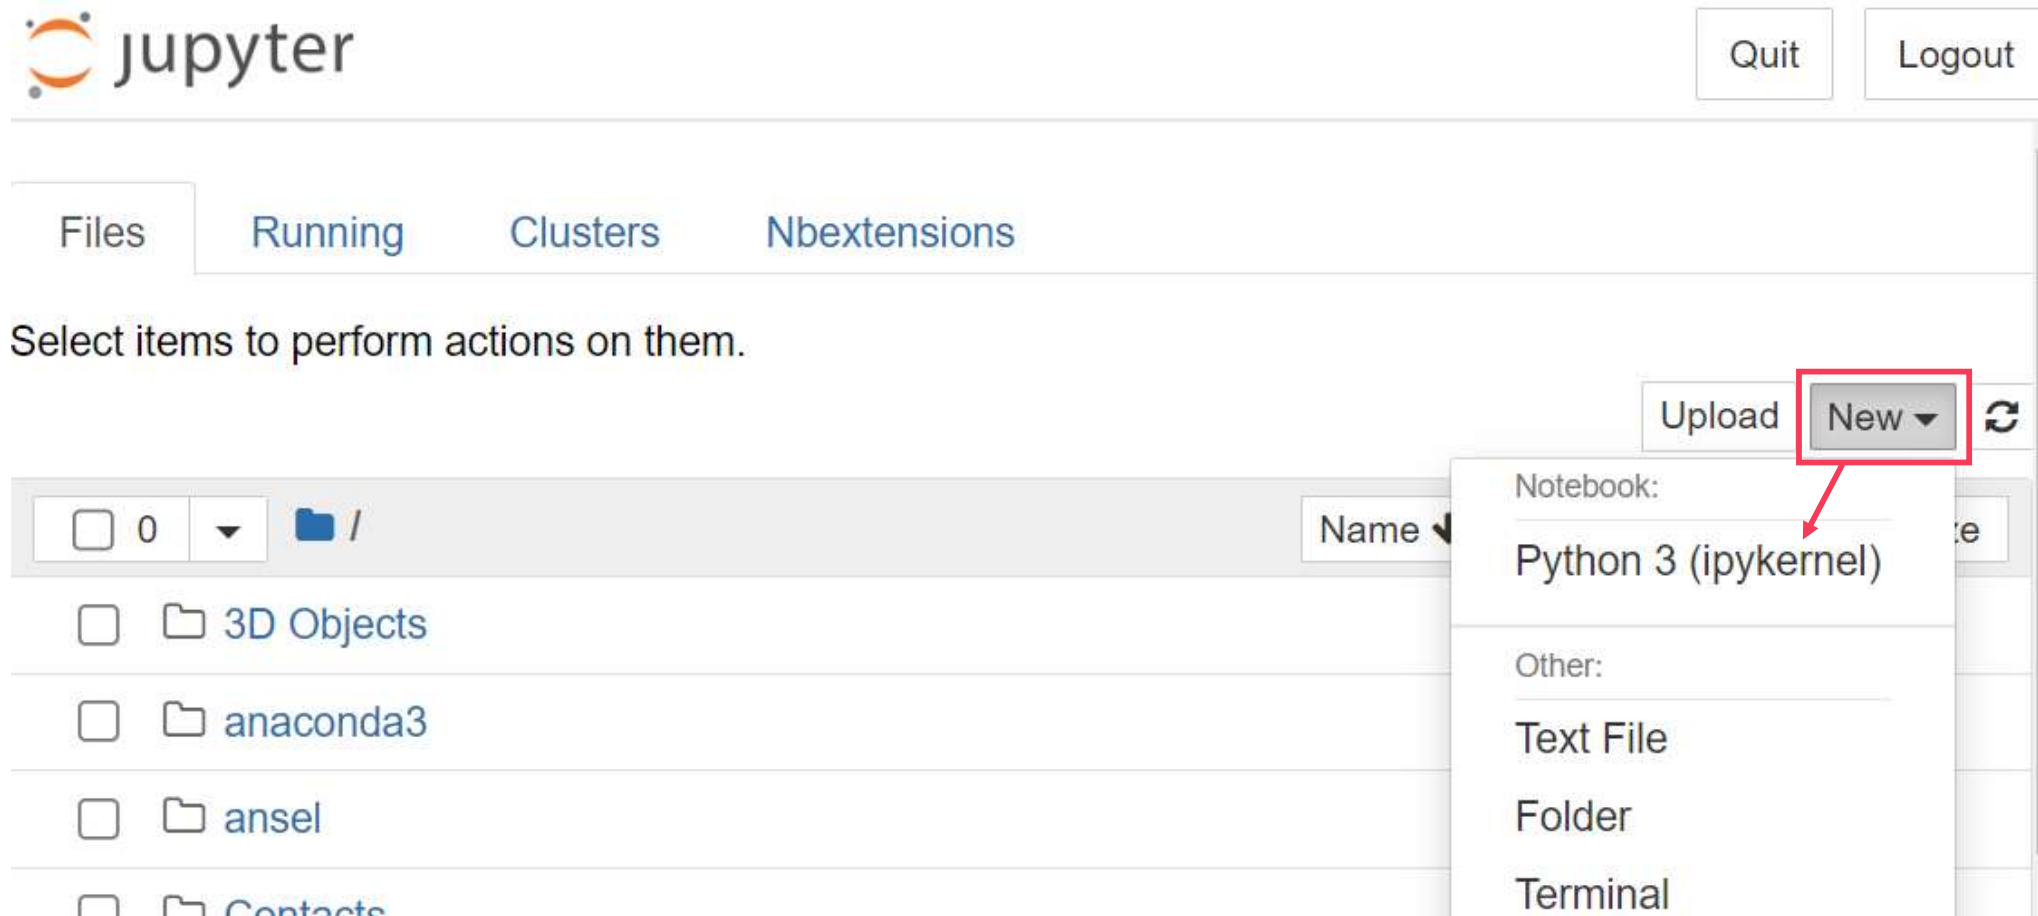 jupyter
Quit
Logout
Files
Running
Clusters
Nbextensions
Select items to perform actions on them.
Upload
New
0
/
Name
Notebook:
Python 3 (ipykernel)
Other:
Text File
Folder
Terminal
3D Objects
anaconda3
ansel
Contacts